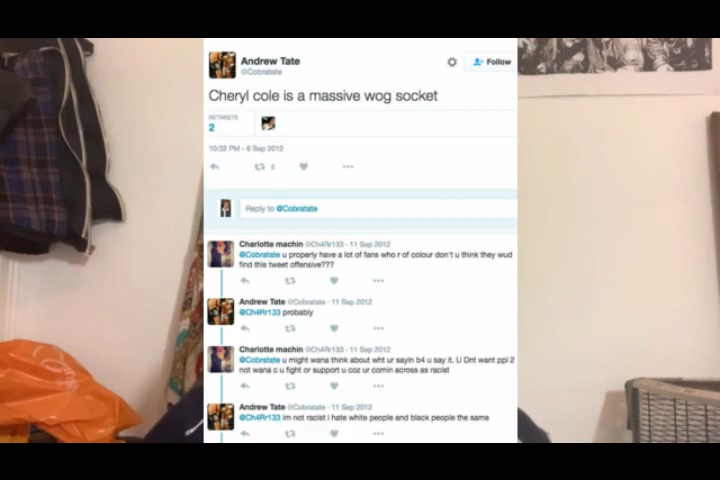 Andrew Tate
@Cobratate
Follow
Cheryl cole is a massive wog socket
RETWEETS
2
10:32 PM - 6 Sep 2012
Reply to @Cobratate
Charlotte machin @Ch4Rr133 · 11 Sep 2012
@Cobratate u properly have a lot of fans who r of colour don't u think they wud
find this tweet offensive???
Andrew Tate @Cobratate · 11 Sep 2012
@Ch4Rr133 probably
Charlotte machin @Ch4Rr133 · 11 Sep 2012
@Cobratate u might wana think about wht ur sayin b4 u say it. U Dnt want ppl 2
not wana c u fight or support u coz ur comin across as racist
Andrew Tate @Cobratate · 11 Sep 2012
@Ch4Rr133 im not racist i hate white people and black people the same